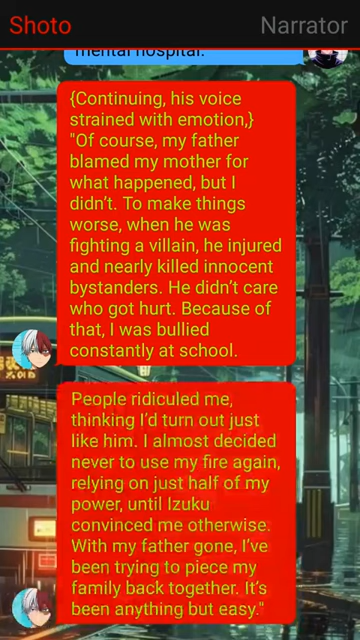 Shoto
Narrator
mental hospital.
{Continuing, his voice
strained with emotion,}
"Of course, my father
blamed my mother for
what happened, but I
didn't. To make things
worse, when he was
fighting a villain, he injured
and nearly killed innocent
bystanders. He didn't care
who got hurt. Because of
that, I was bullied
constantly at school.
People ridiculed me,
thinking I'd turn out just
like him. I almost decided
never to use my fire again,
relying on just half of my
power, until Izuku
convinced me otherwise.
With my father gone, I've
been trying to piece my
family back together. It's
been anything but easy."